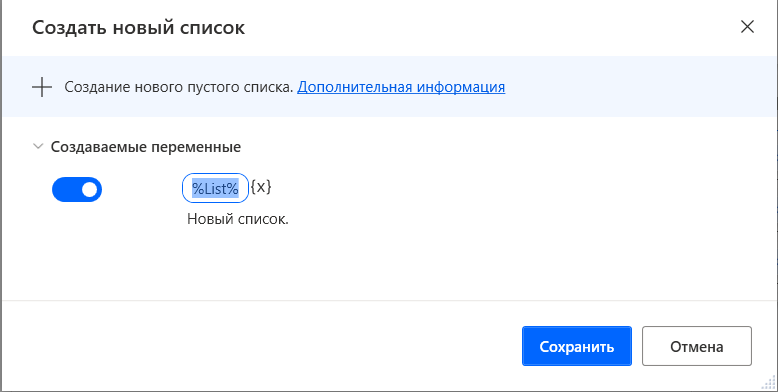 Создать новый список
Создание нового пустого списка. Дополнительная информация
Создаваемые переменные
%List% {x}
Новый список.
Сохранить Отмена